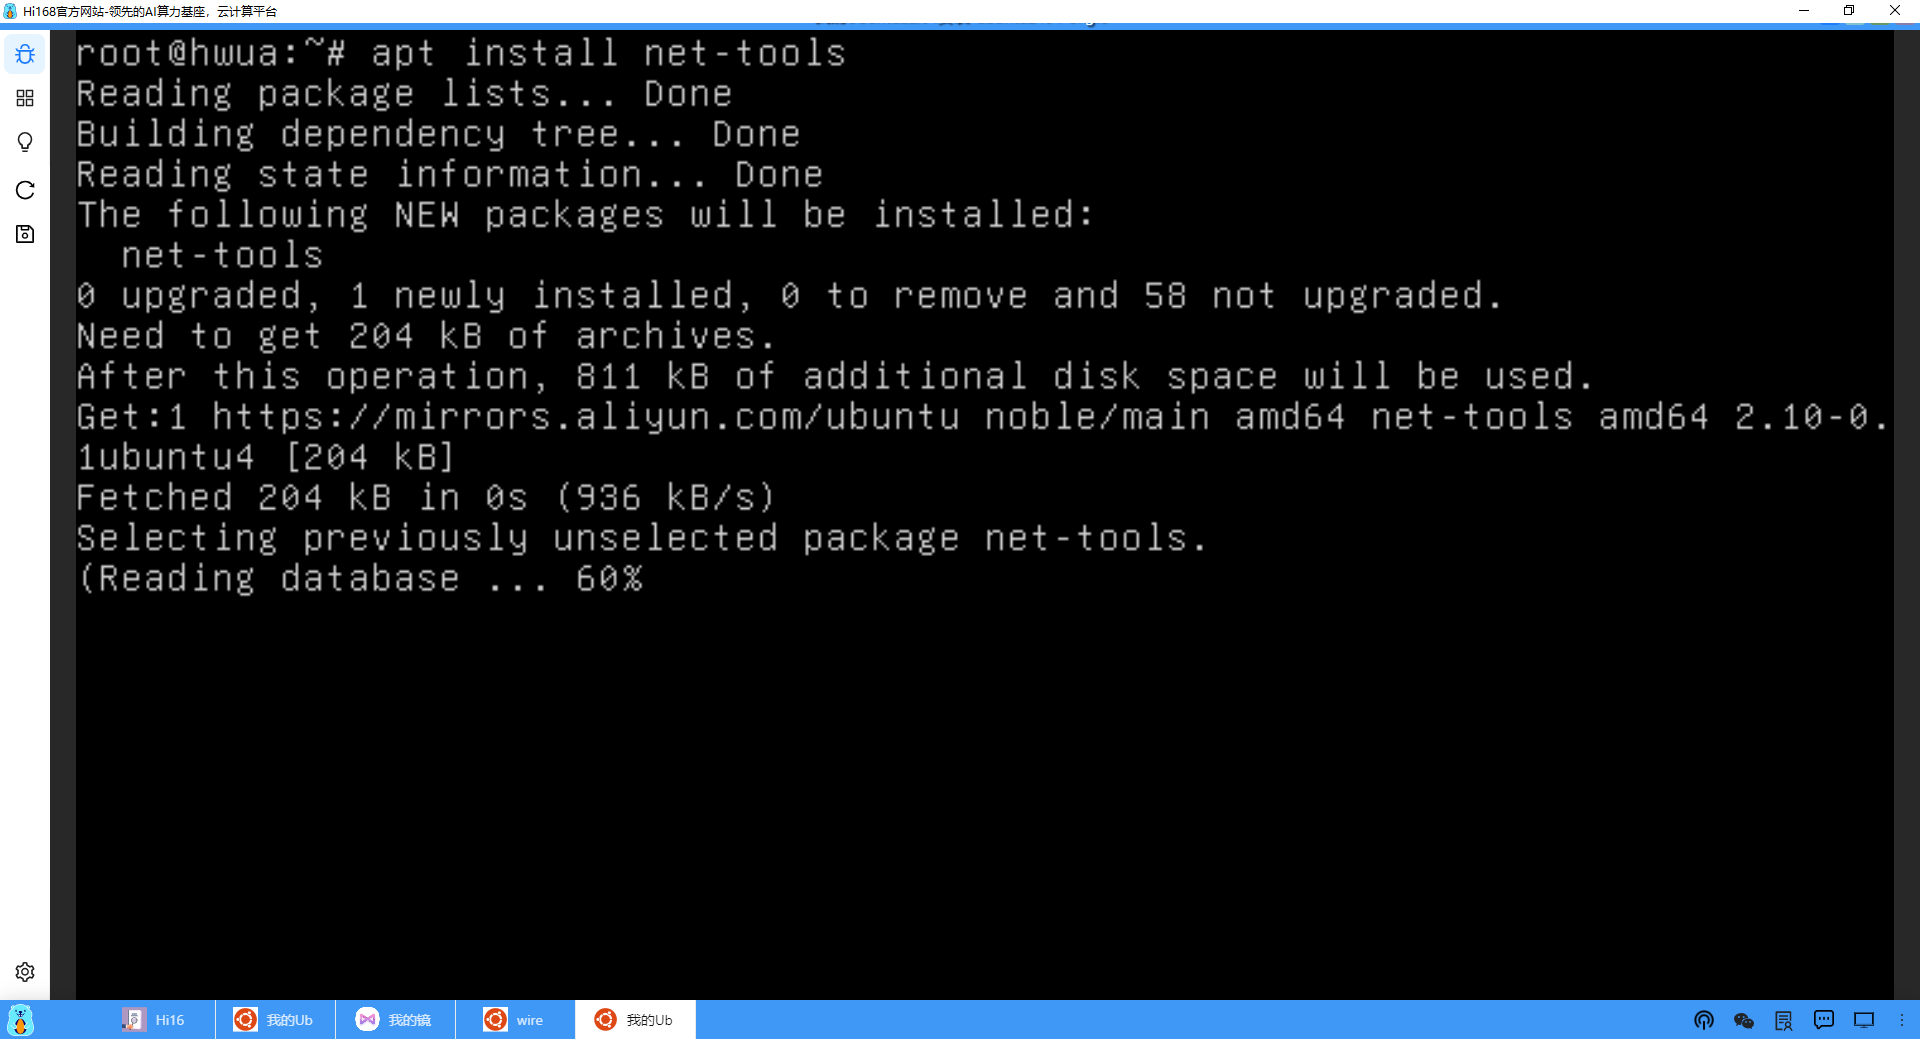 Hi168官方网站-领先的AI算力基座，云计算平台
root@hwua:~# apt install net-tools
Reading package lists... Done
Building dependency tree... Done
Reading state information... Done
The following NEW packages will be installed:
  net-tools
0 upgraded, 1 newly installed, 0 to remove and 58 not upgraded.
Need to get 204 kB of archives.
After this operation, 811 kB of additional disk space will be used.
Get:1 https://mirrors.aliyun.com/ubuntu noble/main amd64 net-tools amd64 2.10-0.
1ubuntu4 [204 kB]
Fetched 204 kB in 0s (936 kB/s)
Selecting previously unselected package net-tools.
(Reading database ... 60%
Hi16 我的Ub 我的镜 wire 我的Ub